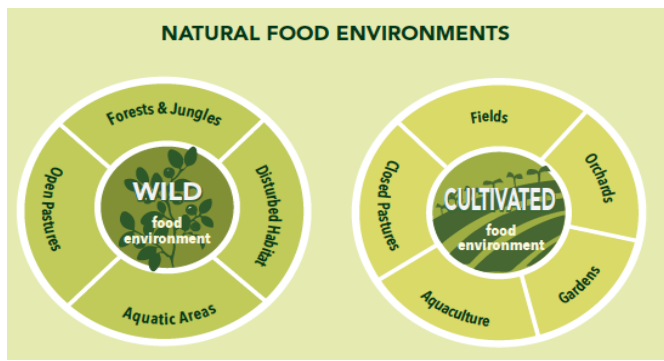 NATURAL FOOD ENVIRONMENTS
Forests & Jungles
Open Pastures
WILD
food
environment
Disturbed Habitat
Aquatic Areas
Fields
Closed Pastures
CULTIVATED
food
environment
Orchards
Gardens
Aquaculture